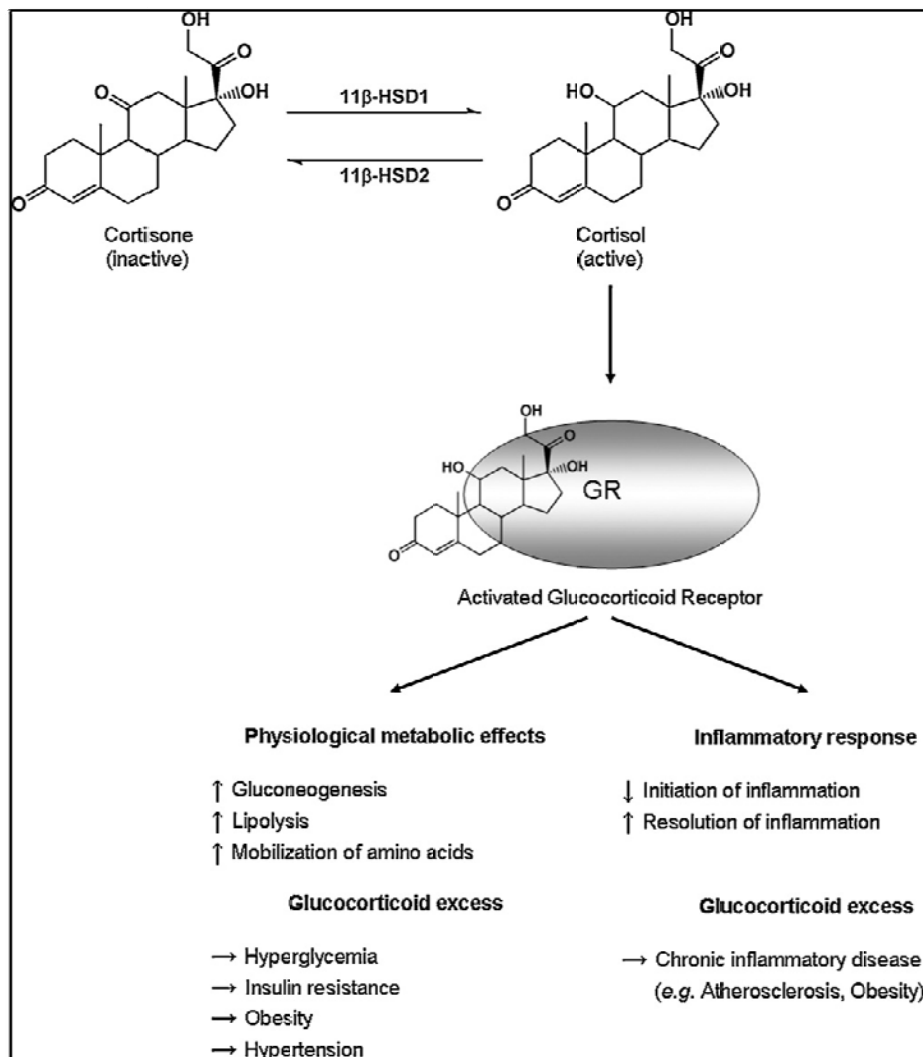 OH
O
O
OH
Cortisone
(inactive)
11β-HSD1
11β-HSD2
OH
O
HO
OH
O
Cortisol
(active)
OH
O
HO
OH
GR
O
Activated Glucocorticoid Receptor
Physiological metabolic effects
↑ Gluconeogenesis
↑ Lipolysis
↑ Mobilization of amino acids
Glucocorticoid excess
→ Hyperglycemia
→ Insulin resistance
→ Obesity
→ Hypertension
Inflammatory response
↓ Initiation of inflammation
↑ Resolution of inflammation
Glucocorticoid excess
→ Chronic inflammatory disease
(e.g. Atherosclerosis, Obesity)